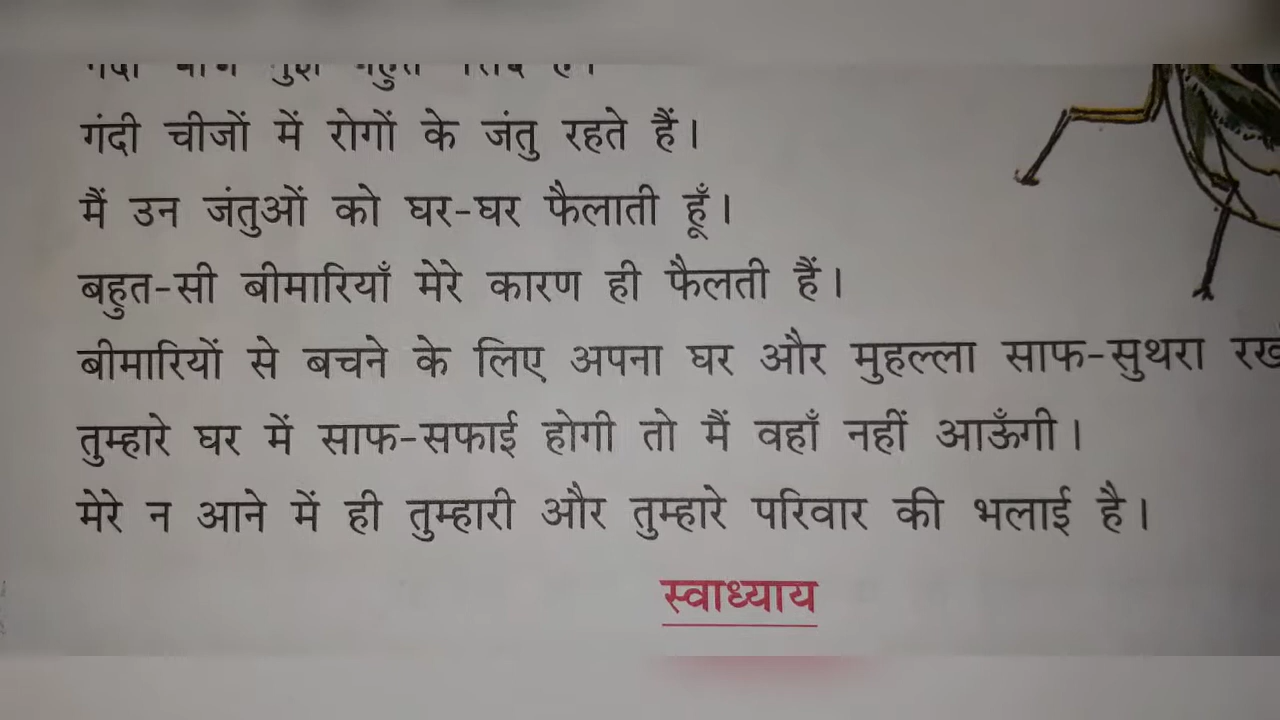 गंदी चीजों में रोगों के जंतु रहते हैं।
मैं उन जंतुओं को घर-घर फैलाती हूँ।
बहुत-सी बीमारियाँ मेरे कारण ही फैलती हैं।
बीमारियों से बचने के लिए अपना घर और मुहल्ला साफ-सुथरा
तुम्हारे घर में साफ-सफाई होगी तो मैं वहाँ नहीं आऊँगी।
मेरे न आने में ही तुम्हारी और तुम्हारे परिवार की भलाई है।
स्वाध्याय